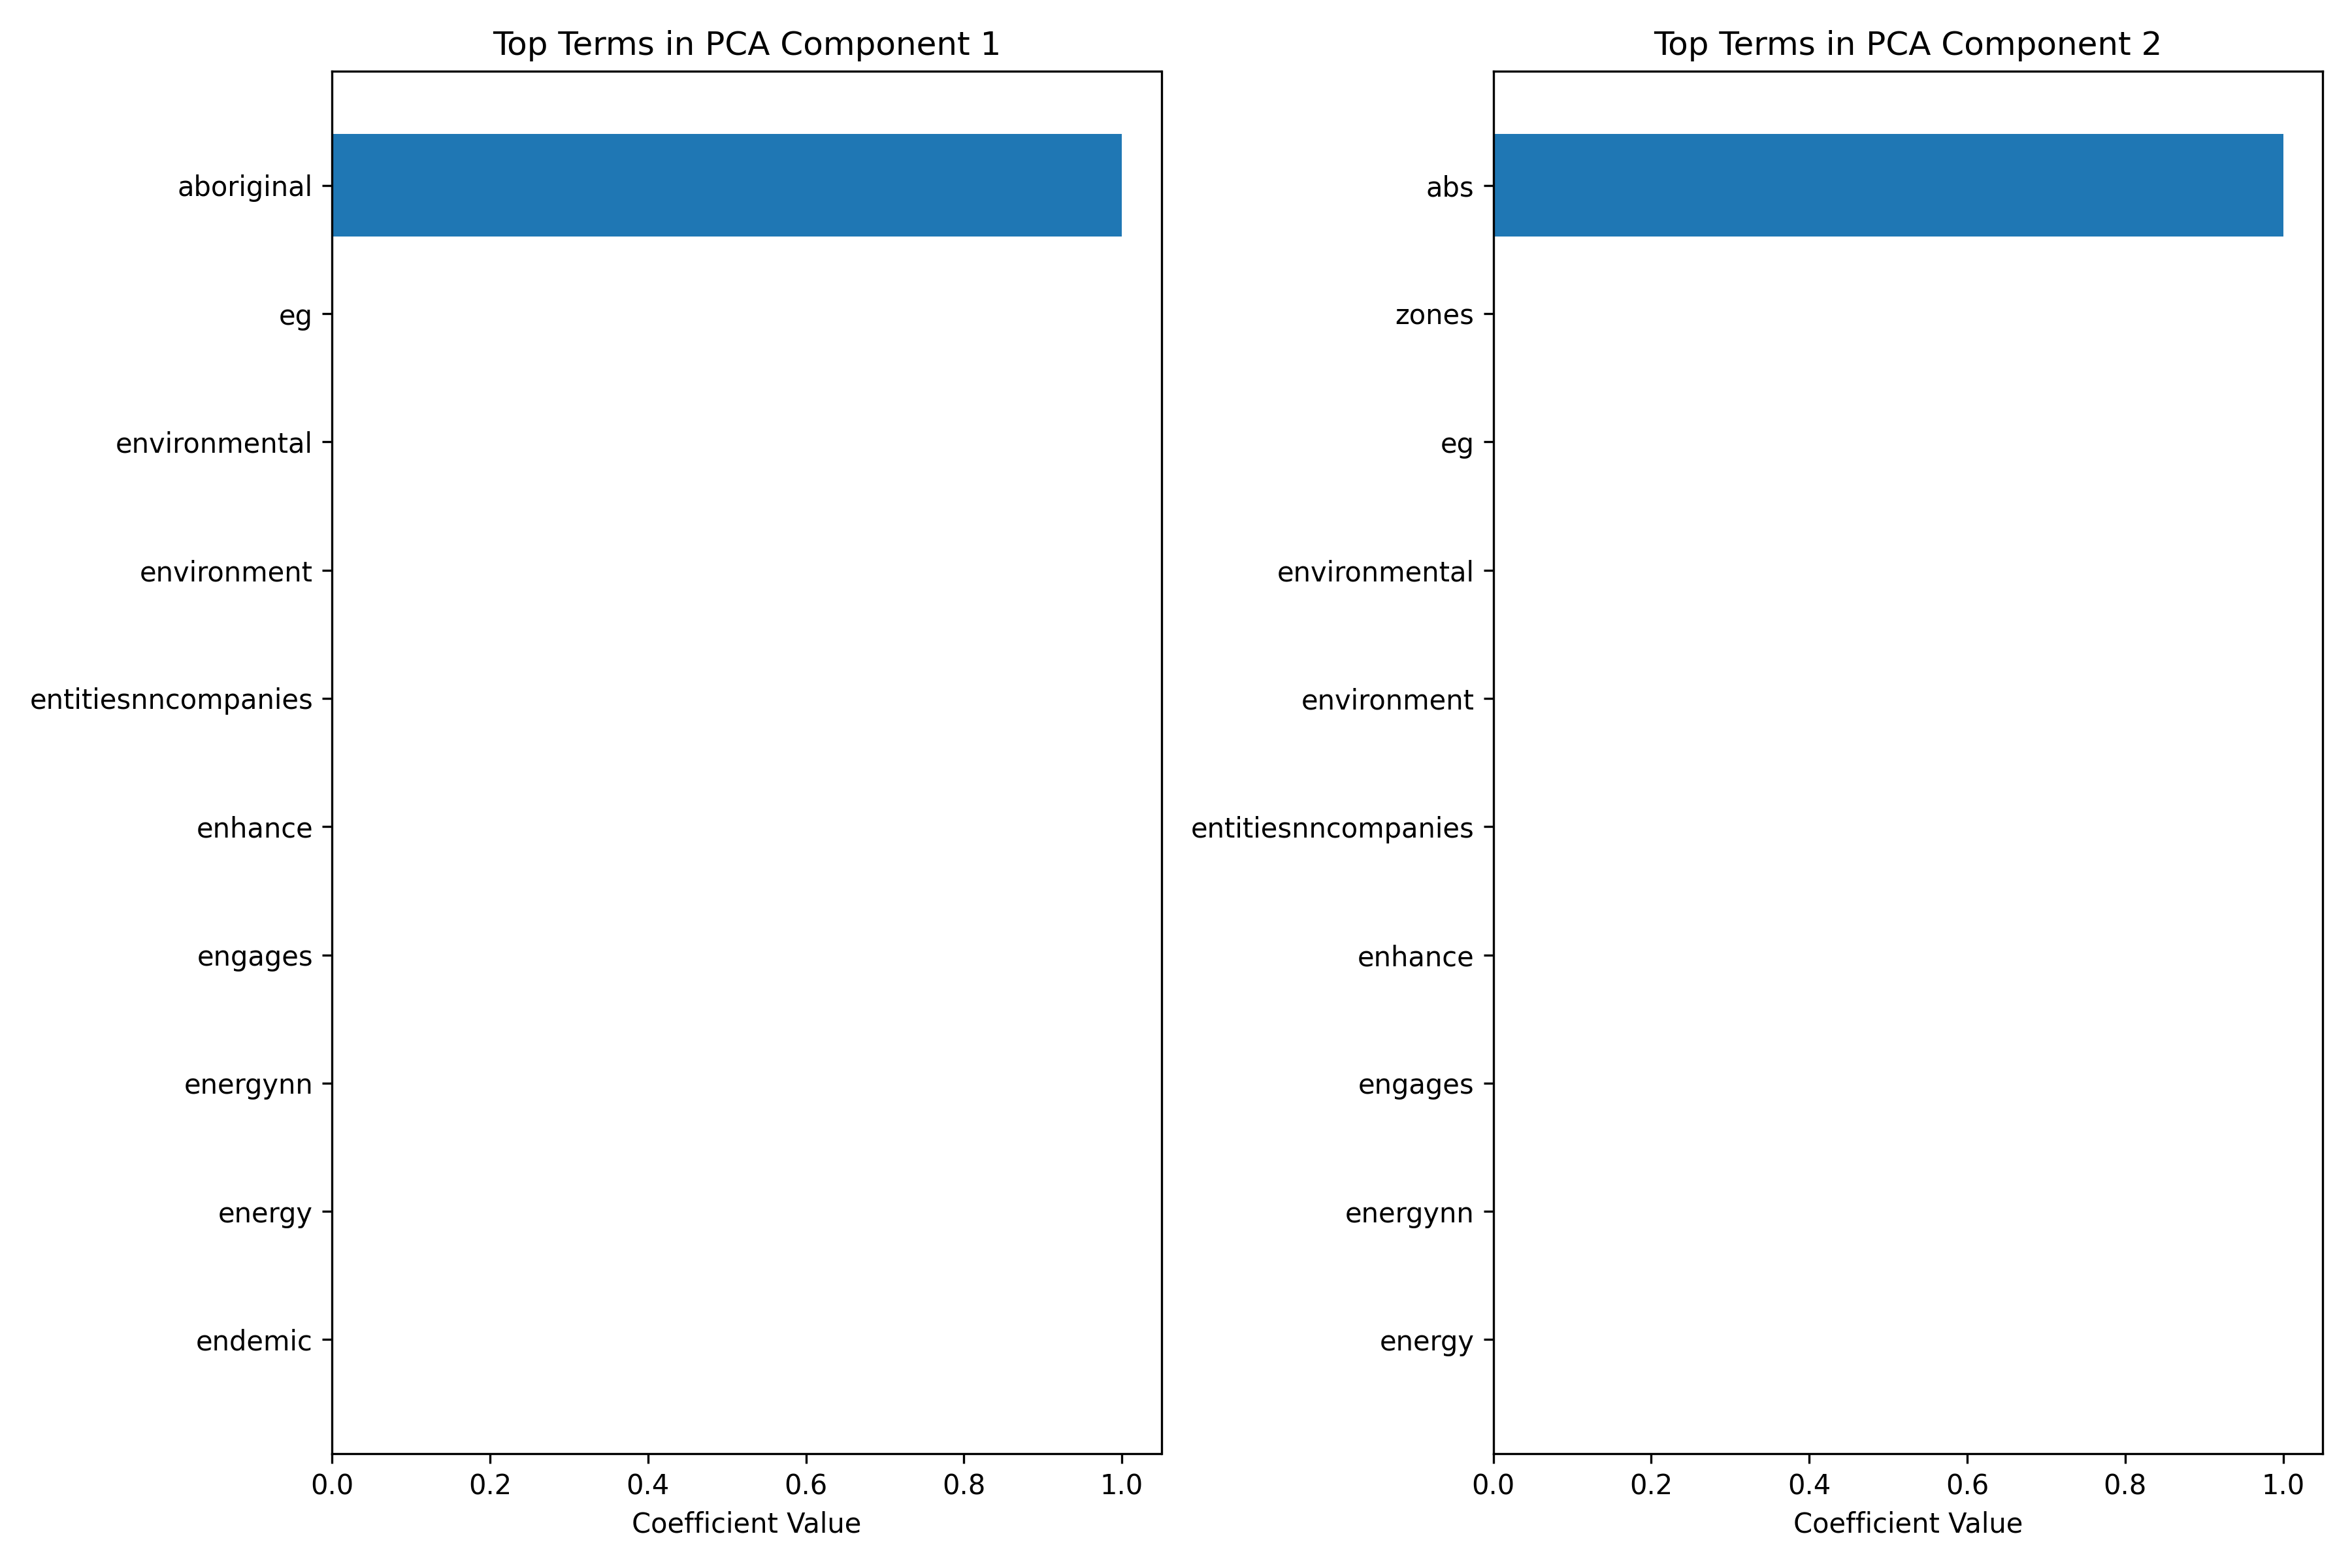 Top Terms in PCA Component 1
aboriginal
eg
environmental
environment
entitiesnncompanies
enhance
engages
energynn
energy
endemic
0.0 0.2 0.4 0.6 0.8 1.0
Coefficient Value
Top Terms in PCA Component 2
abs
zones
eg
environmental
environment
entitiesnncompanies
enhance
engages
energynn
energy
0.0 0.2 0.4 0.6 0.8 1.0
Coefficient Value